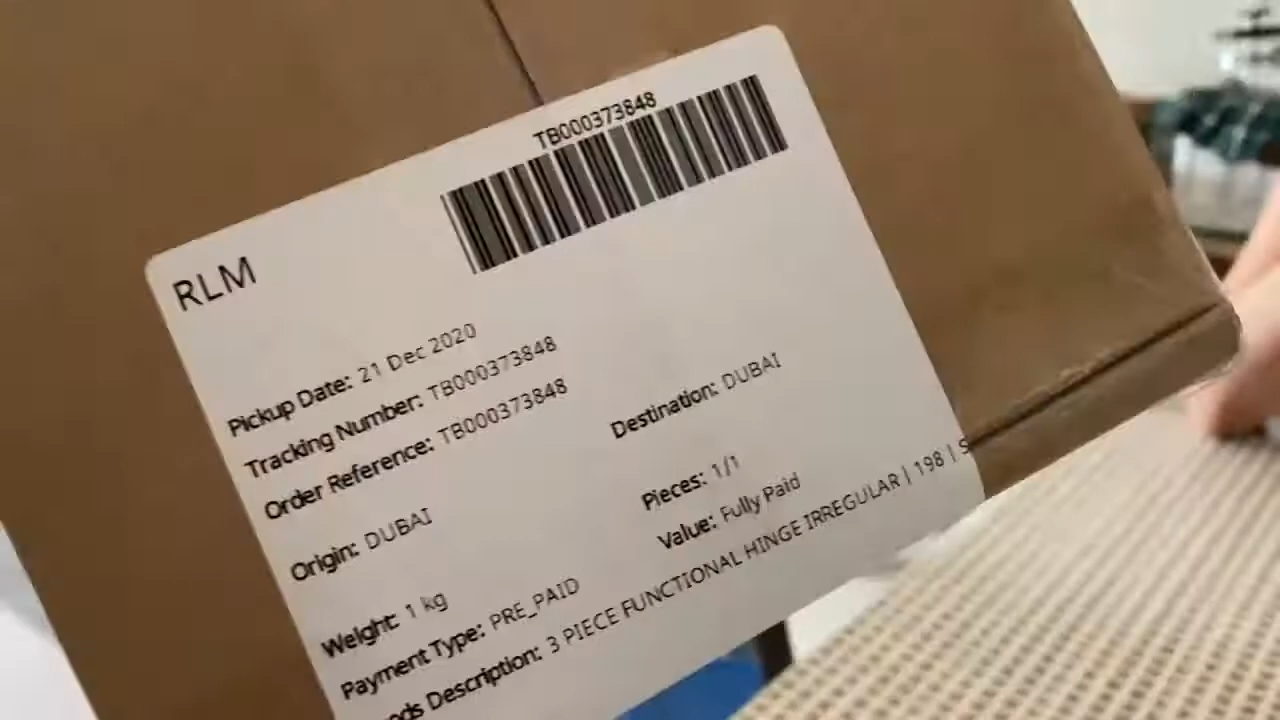 TB000373848
RLM
Pickup Date: 21 Dec 2020
Tracking Number: TB000373848
Order Reference: TB000373848
Origin: DUBAI
Destination: DUBAI
Weight: 1 kg
Pieces: 1/1
Payment Type: PRE_PAID
Value: Fully Paid
Description: 3 PIECE FUNCTIONAL HINGE IRREGULAR | 198 |